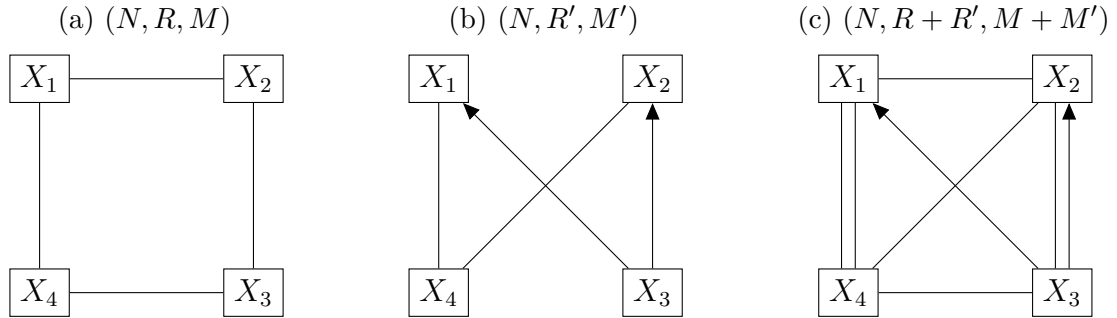 (a) (N, R, M) (b) (N, R′, M′) (c) (N, R + R′, M + M′)
X₁ X₂ X₁ X₂ X₁ X₂
X₄ X₃ X₄ X₃ X₄ X₃